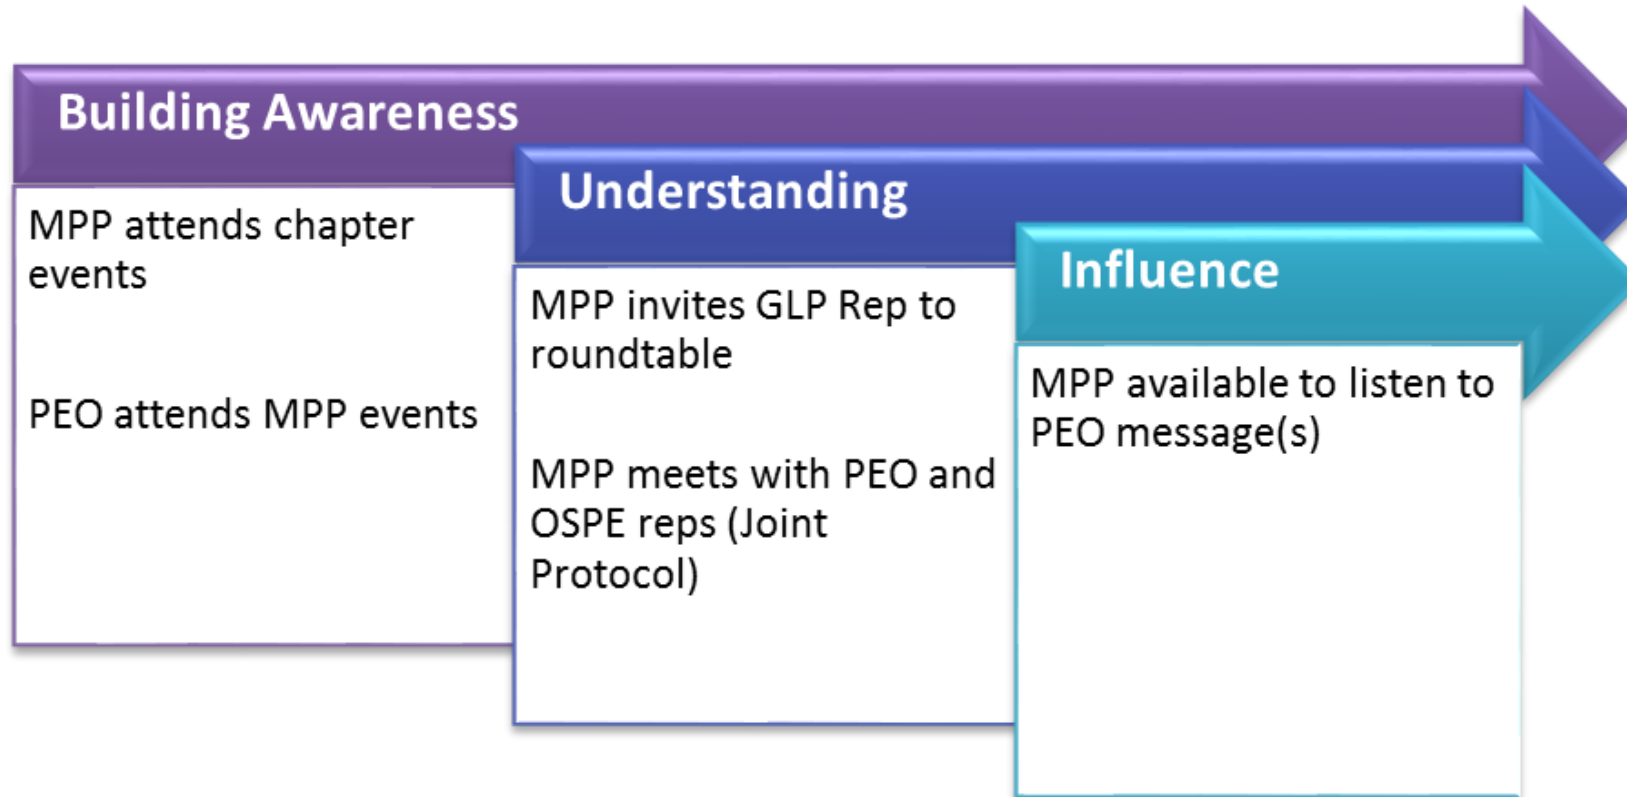 Building Awareness
MPP attends chapter
events
PEO attends MPP events
Understanding
MPP invites GLP Rep to
roundtable
MPP meets with PEO and
OSPE reps (Joint
Protocol)
Influence
MPP available to listen to
PEO message(s)